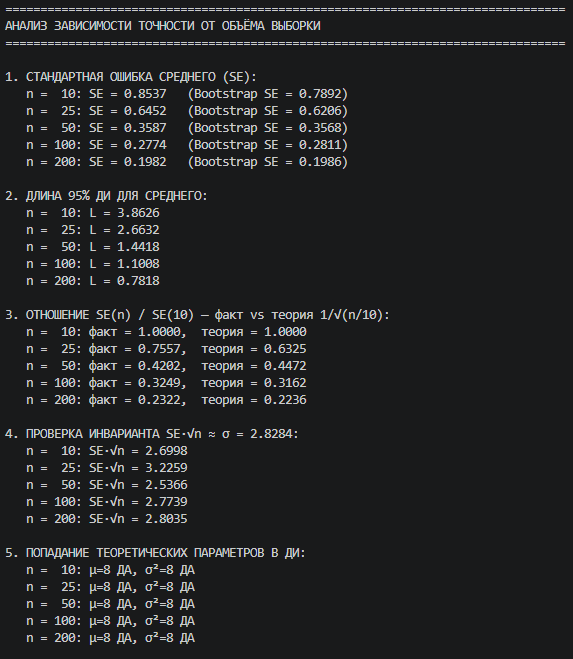 ================================================================================
АНАЛИЗ ЗАВИСИМОСТИ ТОЧНОСТИ ОТ ОБЪЁМА ВЫБОРКИ
================================================================================
1. СТАНДАРТНАЯ ОШИБКА СРЕДНЕГО (SE):
n =  10: SE = 0.8537   (Bootstrap SE = 0.7892)
n =  25: SE = 0.6452   (Bootstrap SE = 0.6206)
n =  50: SE = 0.3587   (Bootstrap SE = 0.3568)
n = 100: SE = 0.2774   (Bootstrap SE = 0.2811)
n = 200: SE = 0.1982   (Bootstrap SE = 0.1986)
2. ДЛИНА 95% ДИ ДЛЯ СРЕДНЕГО:
n =  10: L = 3.8626
n =  25: L = 2.6632
n =  50: L = 1.4418
n = 100: L = 1.1008
n = 200: L = 0.7818
3. ОТНОШЕНИЕ SE(n) / SE(10) — факт vs теория 1/√(n/10):
n =  10: факт = 1.0000,  теория = 1.0000
n =  25: факт = 0.7557,  теория = 0.6325
n =  50: факт = 0.4202,  теория = 0.4472
n = 100: факт = 0.3249,  теория = 0.3162
n = 200: факт = 0.2322,  теория = 0.2236
4. ПРОВЕРКА ИНВАРИАНТА SE·√n ≈ σ = 2.8284:
n =  10: SE·√n = 2.6998
n =  25: SE·√n = 3.2259
n =  50: SE·√n = 2.5366
n = 100: SE·√n = 2.7739
n = 200: SE·√n = 2.8035
5. ПОПАДАНИЕ ТЕОРЕТИЧЕСКИХ ПАРАМЕТРОВ В ДИ:
n =  10: μ=8 ДА, σ²=8 ДА
n =  25: μ=8 ДА, σ²=8 ДА
n =  50: μ=8 ДА, σ²=8 ДА
n = 100: μ=8 ДА, σ²=8 ДА
n = 200: μ=8 ДА, σ²=8 ДА